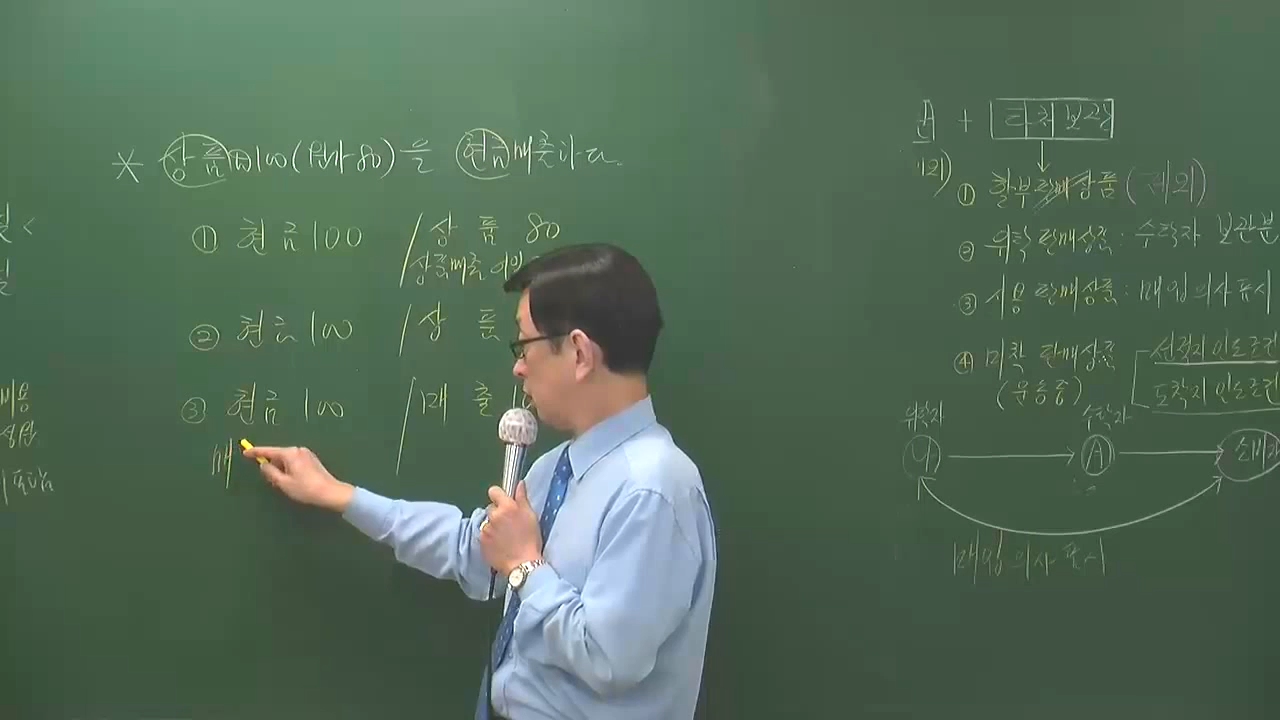 * 상품 100(원가 80)을 현금매출하다.
① 현금 100 / 상품 80
상품매출이
② 현금 100 / 상품
③ 현금 100 / 매출
매
A + 타처보관
예)
① 할부판매상품 (제외)
② 위탁판매상품 : 수탁자 보관분
③ 시용판매상품 : 매입의사표시
④ 미착판매상품 선적지인도조건
(운송중) 도착지인도조건
위탁자 수탁자
A 소비자
매입의사표시
비용